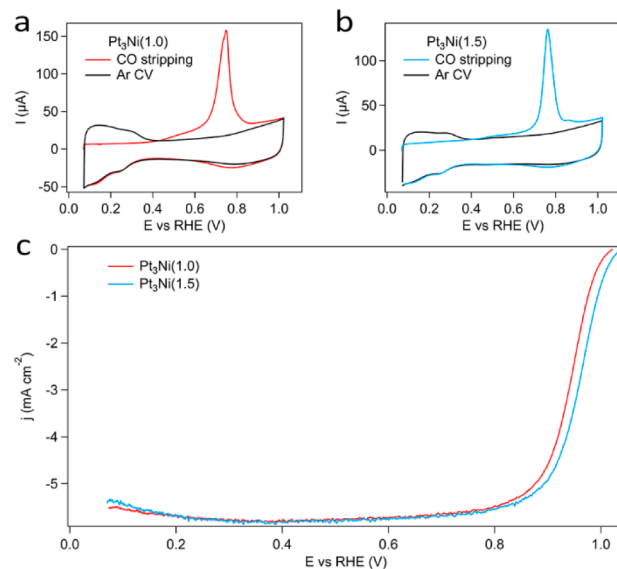 a
Pt₃Ni(1.0)
CO stripping
Ar CV
I (µA)
150
100
50
0
-50
0.0 0.2 0.4 0.6 0.8 1.0
E vs RHE (V)
b
Pt₃Ni(1.5)
CO stripping
Ar CV
I (µA)
100
50
0
0.0 0.2 0.4 0.6 0.8 1.0
E vs RHE (V)
c
Pt₃Ni(1.0)
Pt₃Ni(1.5)
j (mA cm⁻²)
0
-1
-2
-3
-4
-5
0.0 0.2 0.4 0.6 0.8 1.0
E vs RHE (V)